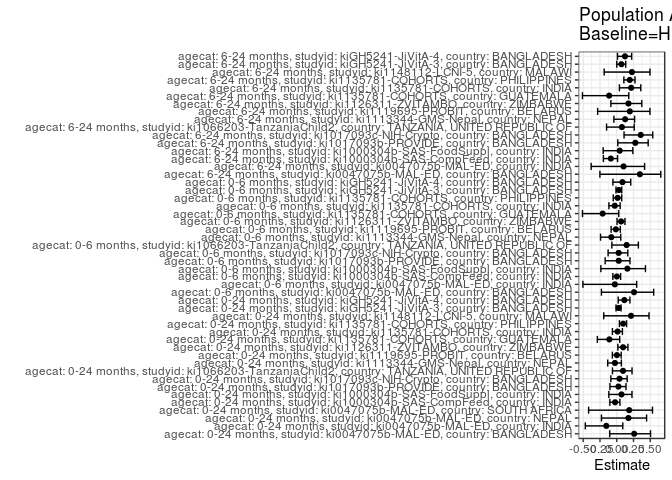 Population A
Baseline=H
agecat: 6-24 months, studyid: kiGH5241-JiVitA-4, country: BANGLADESH
agecat: 6-24 months, studyid: kiGH5241-JiVitA-3, country: BANGLADESH
agecat: 6-24 months, studyid: ki1148112-LCNI-5, country: MALAWI
agecat: 6-24 months, studyid: ki1135781-COHORTS, country: PHILIPPINES
agecat: 6-24 months, studyid: ki1135781-COHORTS, country: INDIA
agecat: 6-24 months, studyid: ki1135781-COHORTS, country: GUATEMALA
agecat: 6-24 months, studyid: ki1126311-ZVITAMBO, country: ZIMBABWE
agecat: 6-24 months, studyid: ki1119695-PROBIT, country: BELARUS
agecat: 6-24 months, studyid: ki1113344-GMS-Nepal, country: NEPAL
agecat: 6-24 months, studyid: ki1066203-TanzaniaChild2, country: TANZANIA, UNITED REPUBLIC OF
agecat: 6-24 months, studyid: ki1017093c-NIH-Crypto, country: BANGLADESH
agecat: 6-24 months, studyid: ki1017093b-PROVIDE, country: BANGLADESH
agecat: 6-24 months, studyid: ki1000304b-SAS-FoodSuppl, country: INDIA
agecat: 6-24 months, studyid: ki1000304b-SAS-CompFeed, country: INDIA
agecat: 6-24 months, studyid: ki0047075b-MAL-ED, country: INDIA
agecat: 6-24 months, studyid: ki0047075b-MAL-ED, country: BANGLADESH
agecat: 0-6 months, studyid: kiGH5241-JiVitA-4, country: BANGLADESH
agecat: 0-6 months, studyid: kiGH5241-JiVitA-3, country: BANGLADESH
agecat: 0-6 months, studyid: ki1135781-COHORTS, country: PHILIPPINES
agecat: 0-6 months, studyid: ki1135781-COHORTS, country: INDIA
agecat: 0-6 months, studyid: ki1135781-COHORTS, country: GUATEMALA
agecat: 0-6 months, studyid: ki1126311-ZVITAMBO, country: ZIMBABWE
agecat: 0-6 months, studyid: ki1119695-PROBIT, country: BELARUS
agecat: 0-6 months, studyid: ki1113344-GMS-Nepal, country: NEPAL
agecat: 0-6 months, studyid: ki1066203-TanzaniaChild2, country: TANZANIA, UNITED REPUBLIC OF
agecat: 0-6 months, studyid: ki1017093c-NIH-Crypto, country: BANGLADESH
agecat: 0-6 months, studyid: ki1017093b-PROVIDE, country: BANGLADESH
agecat: 0-6 months, studyid: ki1000304b-SAS-FoodSuppl, country: INDIA
agecat: 0-6 months, studyid: ki1000304b-SAS-CompFeed, country: INDIA
agecat: 0-6 months, studyid: ki0047075b-MAL-ED, country: INDIA
agecat: 0-6 months, studyid: ki0047075b-MAL-ED, country: BANGLADESH
agecat: 0-24 months, studyid: kiGH5241-JiVitA-4, country: BANGLADESH
agecat: 0-24 months, studyid: kiGH5241-JiVitA-3, country: BANGLADESH
agecat: 0-24 months, studyid: ki1148112-LCNI-5, country: MALAWI
agecat: 0-24 months, studyid: ki1135781-COHORTS, country: PHILIPPINES
agecat: 0-24 months, studyid: ki1135781-COHORTS, country: INDIA
agecat: 0-24 months, studyid: ki1135781-COHORTS, country: GUATEMALA
agecat: 0-24 months, studyid: ki1126311-ZVITAMBO, country: ZIMBABWE
agecat: 0-24 months, studyid: ki1119695-PROBIT, country: BELARUS
agecat: 0-24 months, studyid: ki1113344-GMS-Nepal, country: NEPAL
agecat: 0-24 months, studyid: ki1066203-TanzaniaChild2, country: TANZANIA, UNITED REPUBLIC OF
agecat: 0-24 months, studyid: ki1017093c-NIH-Crypto, country: BANGLADESH
agecat: 0-24 months, studyid: ki1017093b-PROVIDE, country: BANGLADESH
agecat: 0-24 months, studyid: ki1000304b-SAS-FoodSuppl, country: INDIA
agecat: 0-24 months, studyid: ki1000304b-SAS-CompFeed, country: INDIA
agecat: 0-24 months, studyid: ki0047075b-MAL-ED, country: SOUTH AFRICA
agecat: 0-24 months, studyid: ki0047075b-MAL-ED, country: NEPAL
agecat: 0-24 months, studyid: ki0047075b-MAL-ED, country: INDIA
agecat: 0-24 months, studyid: ki0047075b-MAL-ED, country: BANGLADESH
-0.50 -0.25 0.00 0.25 0.50
Estimate